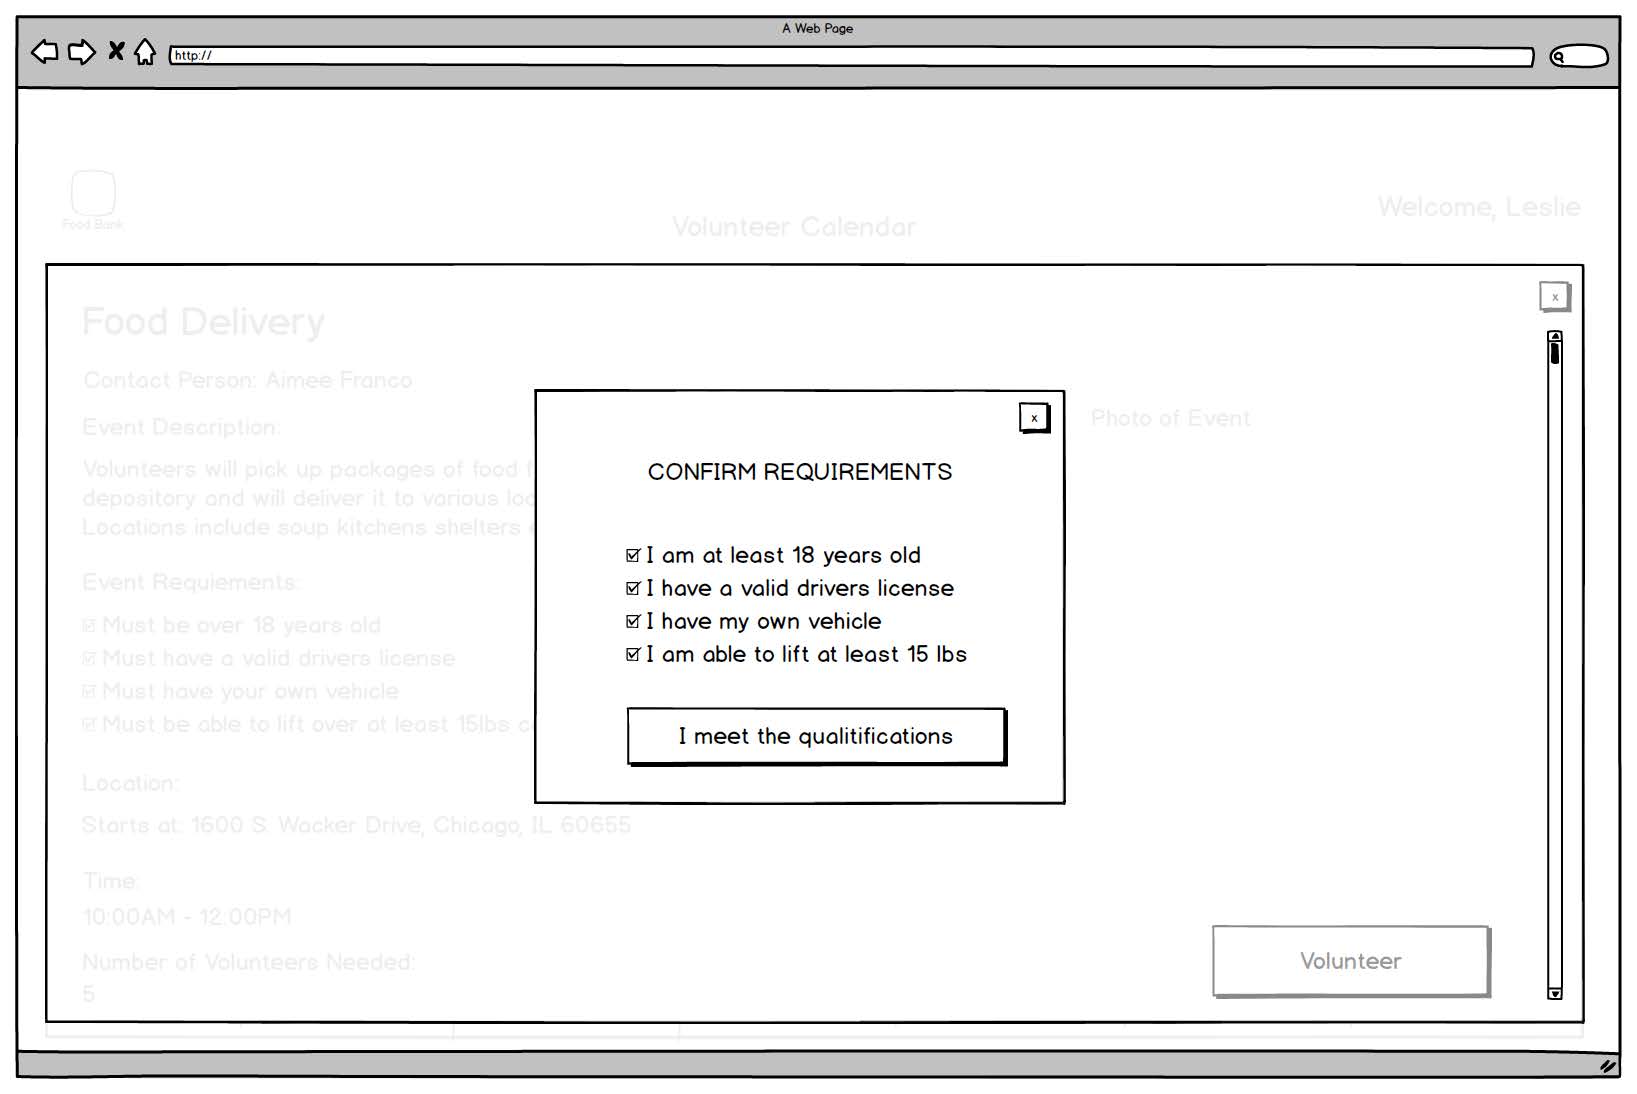 A Web Page
http://
Food Bank
Volunteer Calendar
Welcome, Leslie
Food Delivery
x
Contact Person: Aimee Franco
Photo of Event
Event Description:
Volunteers will pick up packages of food f
depository and will deliver it to various loc
Locations include soup kitchens shelters
Event Requiements:
Must be over 18 years old
Must have a valid drivers license
Must have your own vehicle
Must be able to lift over at least 15lbs c
Location:
Starts at: 1600 S. Wacker Drive, Chicago, IL 60655
Time:
10:00AM - 12:00PM
Number of Volunteers Needed:
5
Volunteer
x
CONFIRM REQUIREMENTS
I am at least 18 years old
I have a valid drivers license
I have my own vehicle
I am able to lift at least 15 lbs
I meet the qualitifications